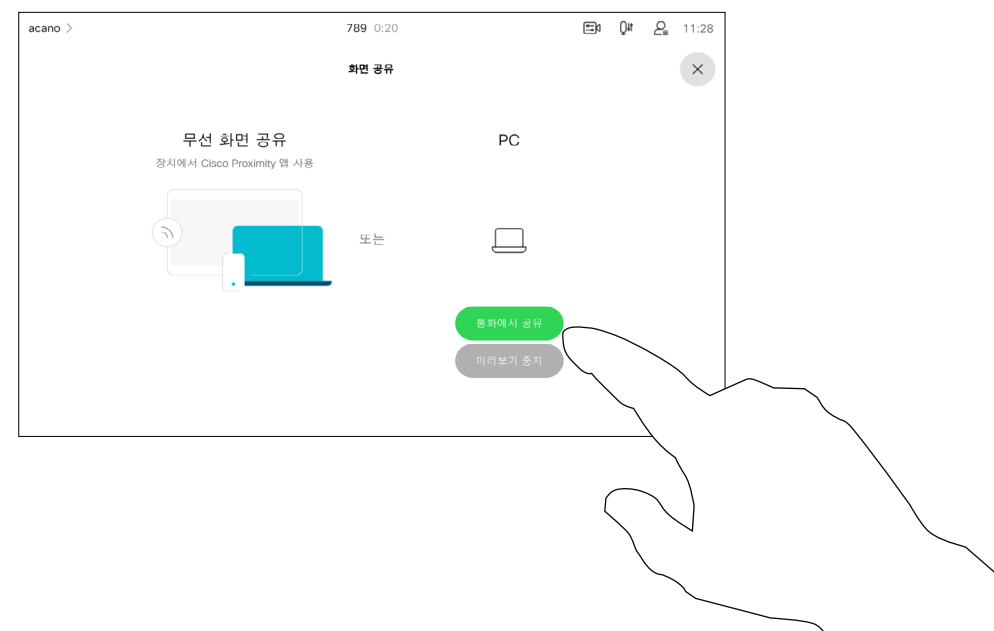 acano
789 0:20
11:28
화면 공유
무선 화면 공유
장치에서 Cisco Proximity 앱 사용
또는
PC
통화에서 공유
미리보기 중지